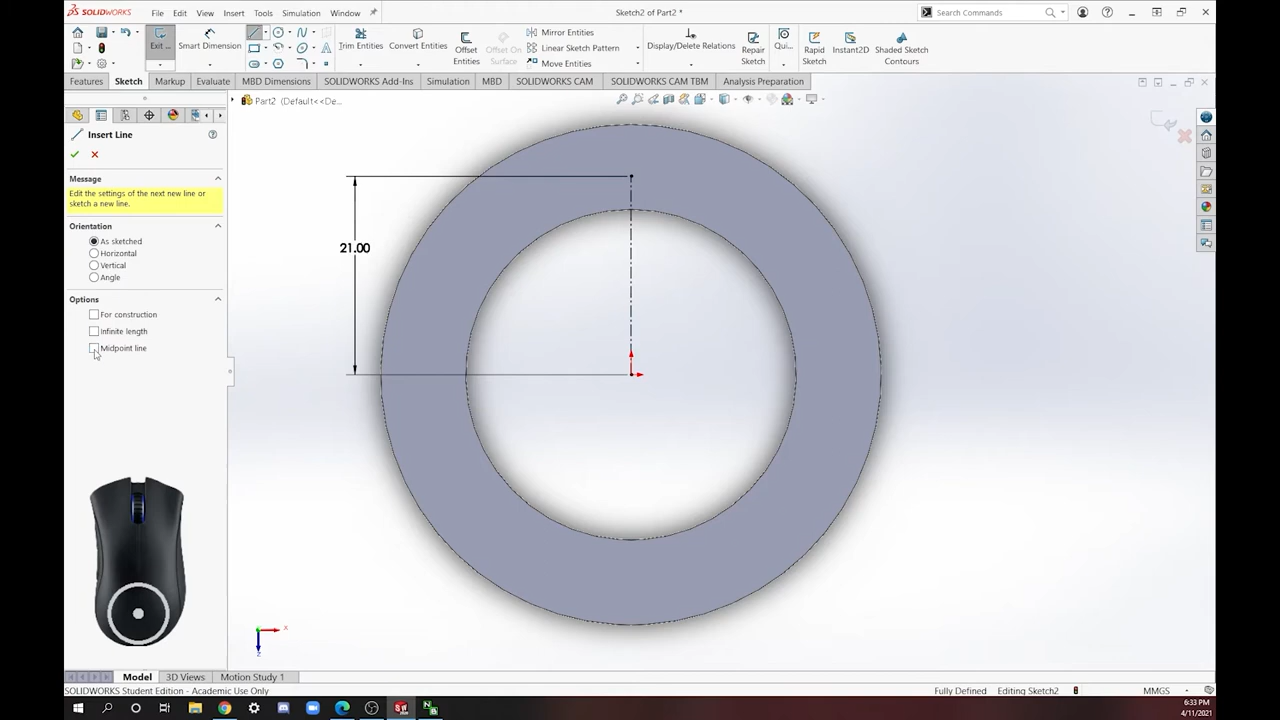 SOLIDWORKS File Edit View Insert Tools Simulation Window Sketch2 of Part2 * Search Commands
Exit... Smart Dimension Trim Entities Convert Entities Offset Entities Offset On Surface Mirror Entities Linear Sketch Pattern Move Entities Display/Delete Relations Repair Sketch Qui... Rapid Sketch Instant2D Shaded Sketch Contours
Features Sketch Markup Evaluate MBD Dimensions SOLIDWORKS Add-Ins Simulation MBD SOLIDWORKS CAM SOLIDWORKS CAM TBM Analysis Preparation
Part2 (Default<<De...
Insert Line
Message
Edit the settings of the next new line or
sketch a new line.
Orientation
As sketched
Horizontal
Vertical
Angle
Options
For construction
Infinite length
Midpoint line
21.00
x
z
Model 3D Views Motion Study 1
SOLIDWORKS Student Edition - Academic Use Only Fully Defined Editing Sketch2 MMGS
6:33 PM
4/11/2021